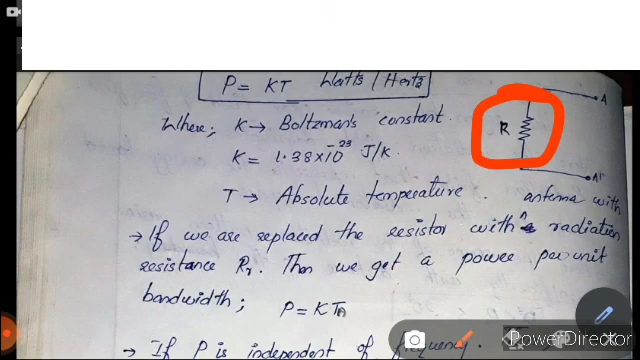 P = KT Watts / Hertz
Where; K → Boltzman's constant.
K = 1.38×10⁻²³ J/K.
R
A
A'
T → Absolute temperature.
antenna with
→ If we are replaced the resistor with radiation
resistance Rr. Then we get a power per unit
bandwidth;
P = KTA
→ If P is independent of frequency.
PowerDirector